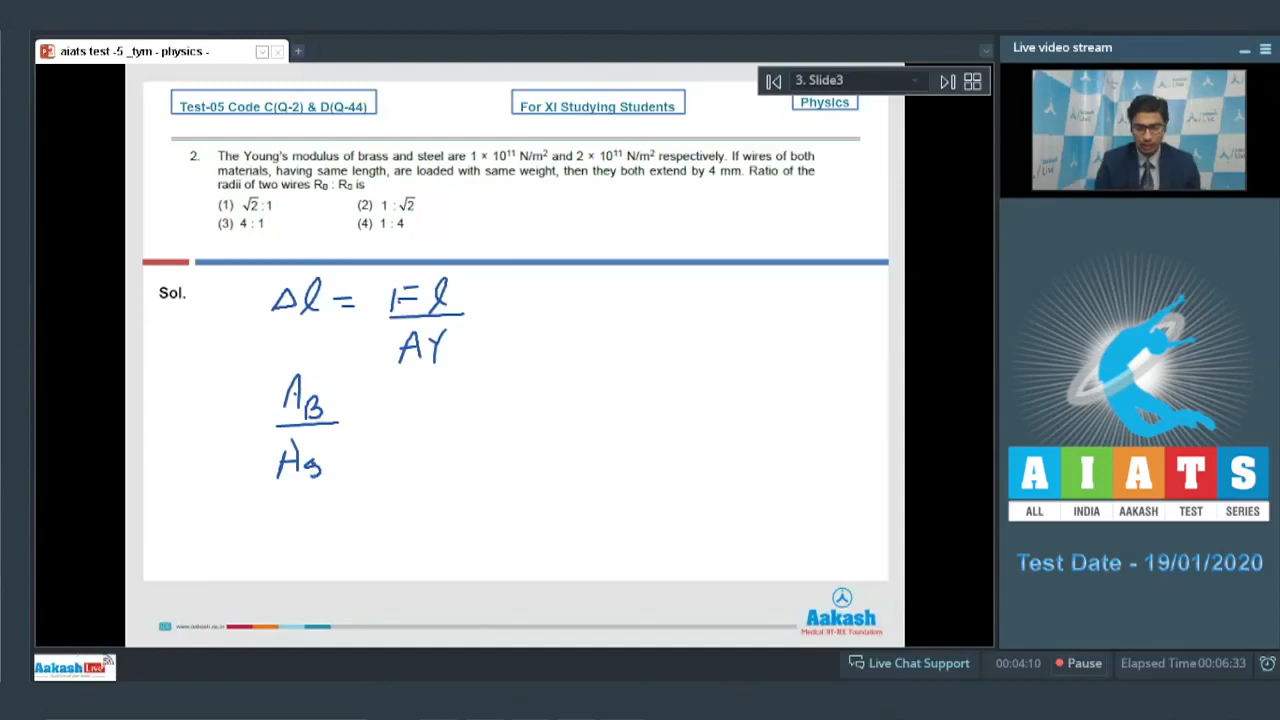 aiats test -5 _tym - physics -
Live video stream
3. Slide3
Test-05 Code C(Q-2) & D(Q-44)
For XI Studying Students
Physics
2. The Young's modulus of brass and steel are 1 × 10¹¹ N/m² and 2 × 10¹¹ N/m² respectively. If wires of both
materials, having same length, are loaded with same weight, then they both extend by 4 mm. Ratio of the
radii of two wires R_B : R_S is
(1) √2 : 1 (2) 1 : √2
(3) 4 : 1 (4) 1 : 4
Sol.
Δl = Fl / AY
A_B / A_S
A I A T S
ALL INDIA AAKASH TEST SERIES
Test Date - 19/01/2020
www.aakash.ac.in
Aakash
Medical|IIT-JEE|Foundations
Aakash Live
Live Chat Support
00:04:10
Pause
Elapsed Time 00:06:33